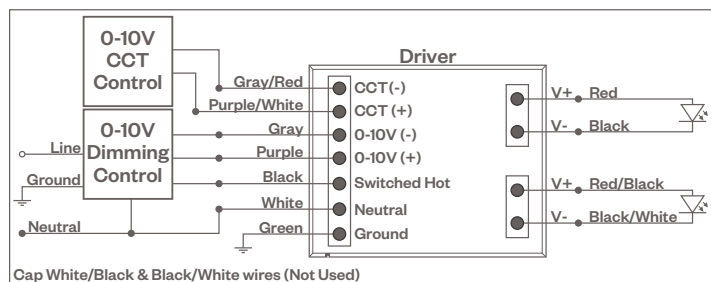 0-10V
CCT
Control
Driver
Gray/Red
CCT (-)
V+
Red
Purple/White
CCT (+)
0-10V
Dimming
Control
Gray
0-10V (-)
V-
Black
Line
Purple
0-10V (+)
Ground
Black
Switched Hot
V+
Red/Black
White
Neutral
Neutral
V-
Black/White
Green
Ground
Cap White/Black & Black/White wires (Not Used)